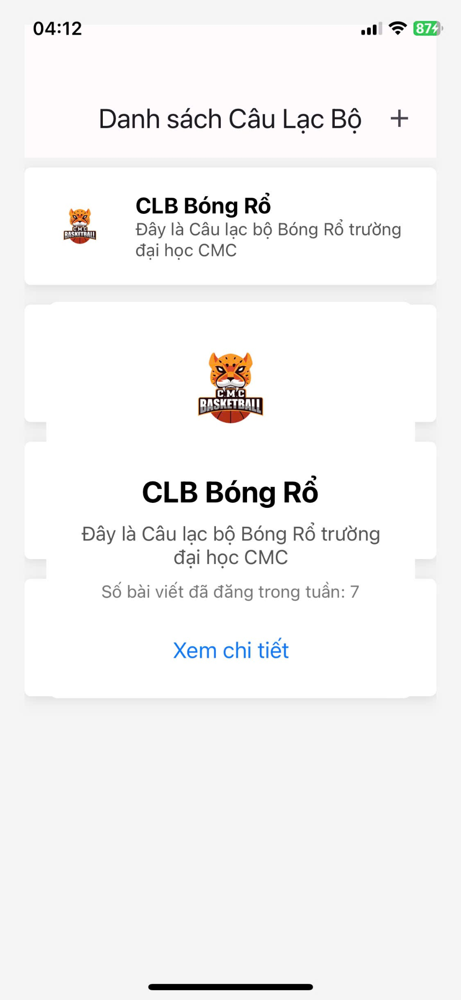 04:12
87
Danh sách Câu Lạc Bộ +
CLB Bóng Rổ
Đây là Câu lạc bộ Bóng Rổ trường
đại học CMC
C.M.C
BASKETBALL
C.M.C
BASKETBALL
CLB Bóng Rổ
Đây là Câu lạc bộ Bóng Rổ trường
đại học CMC
Số bài viết đã đăng trong tuần: 7
Xem chi tiết